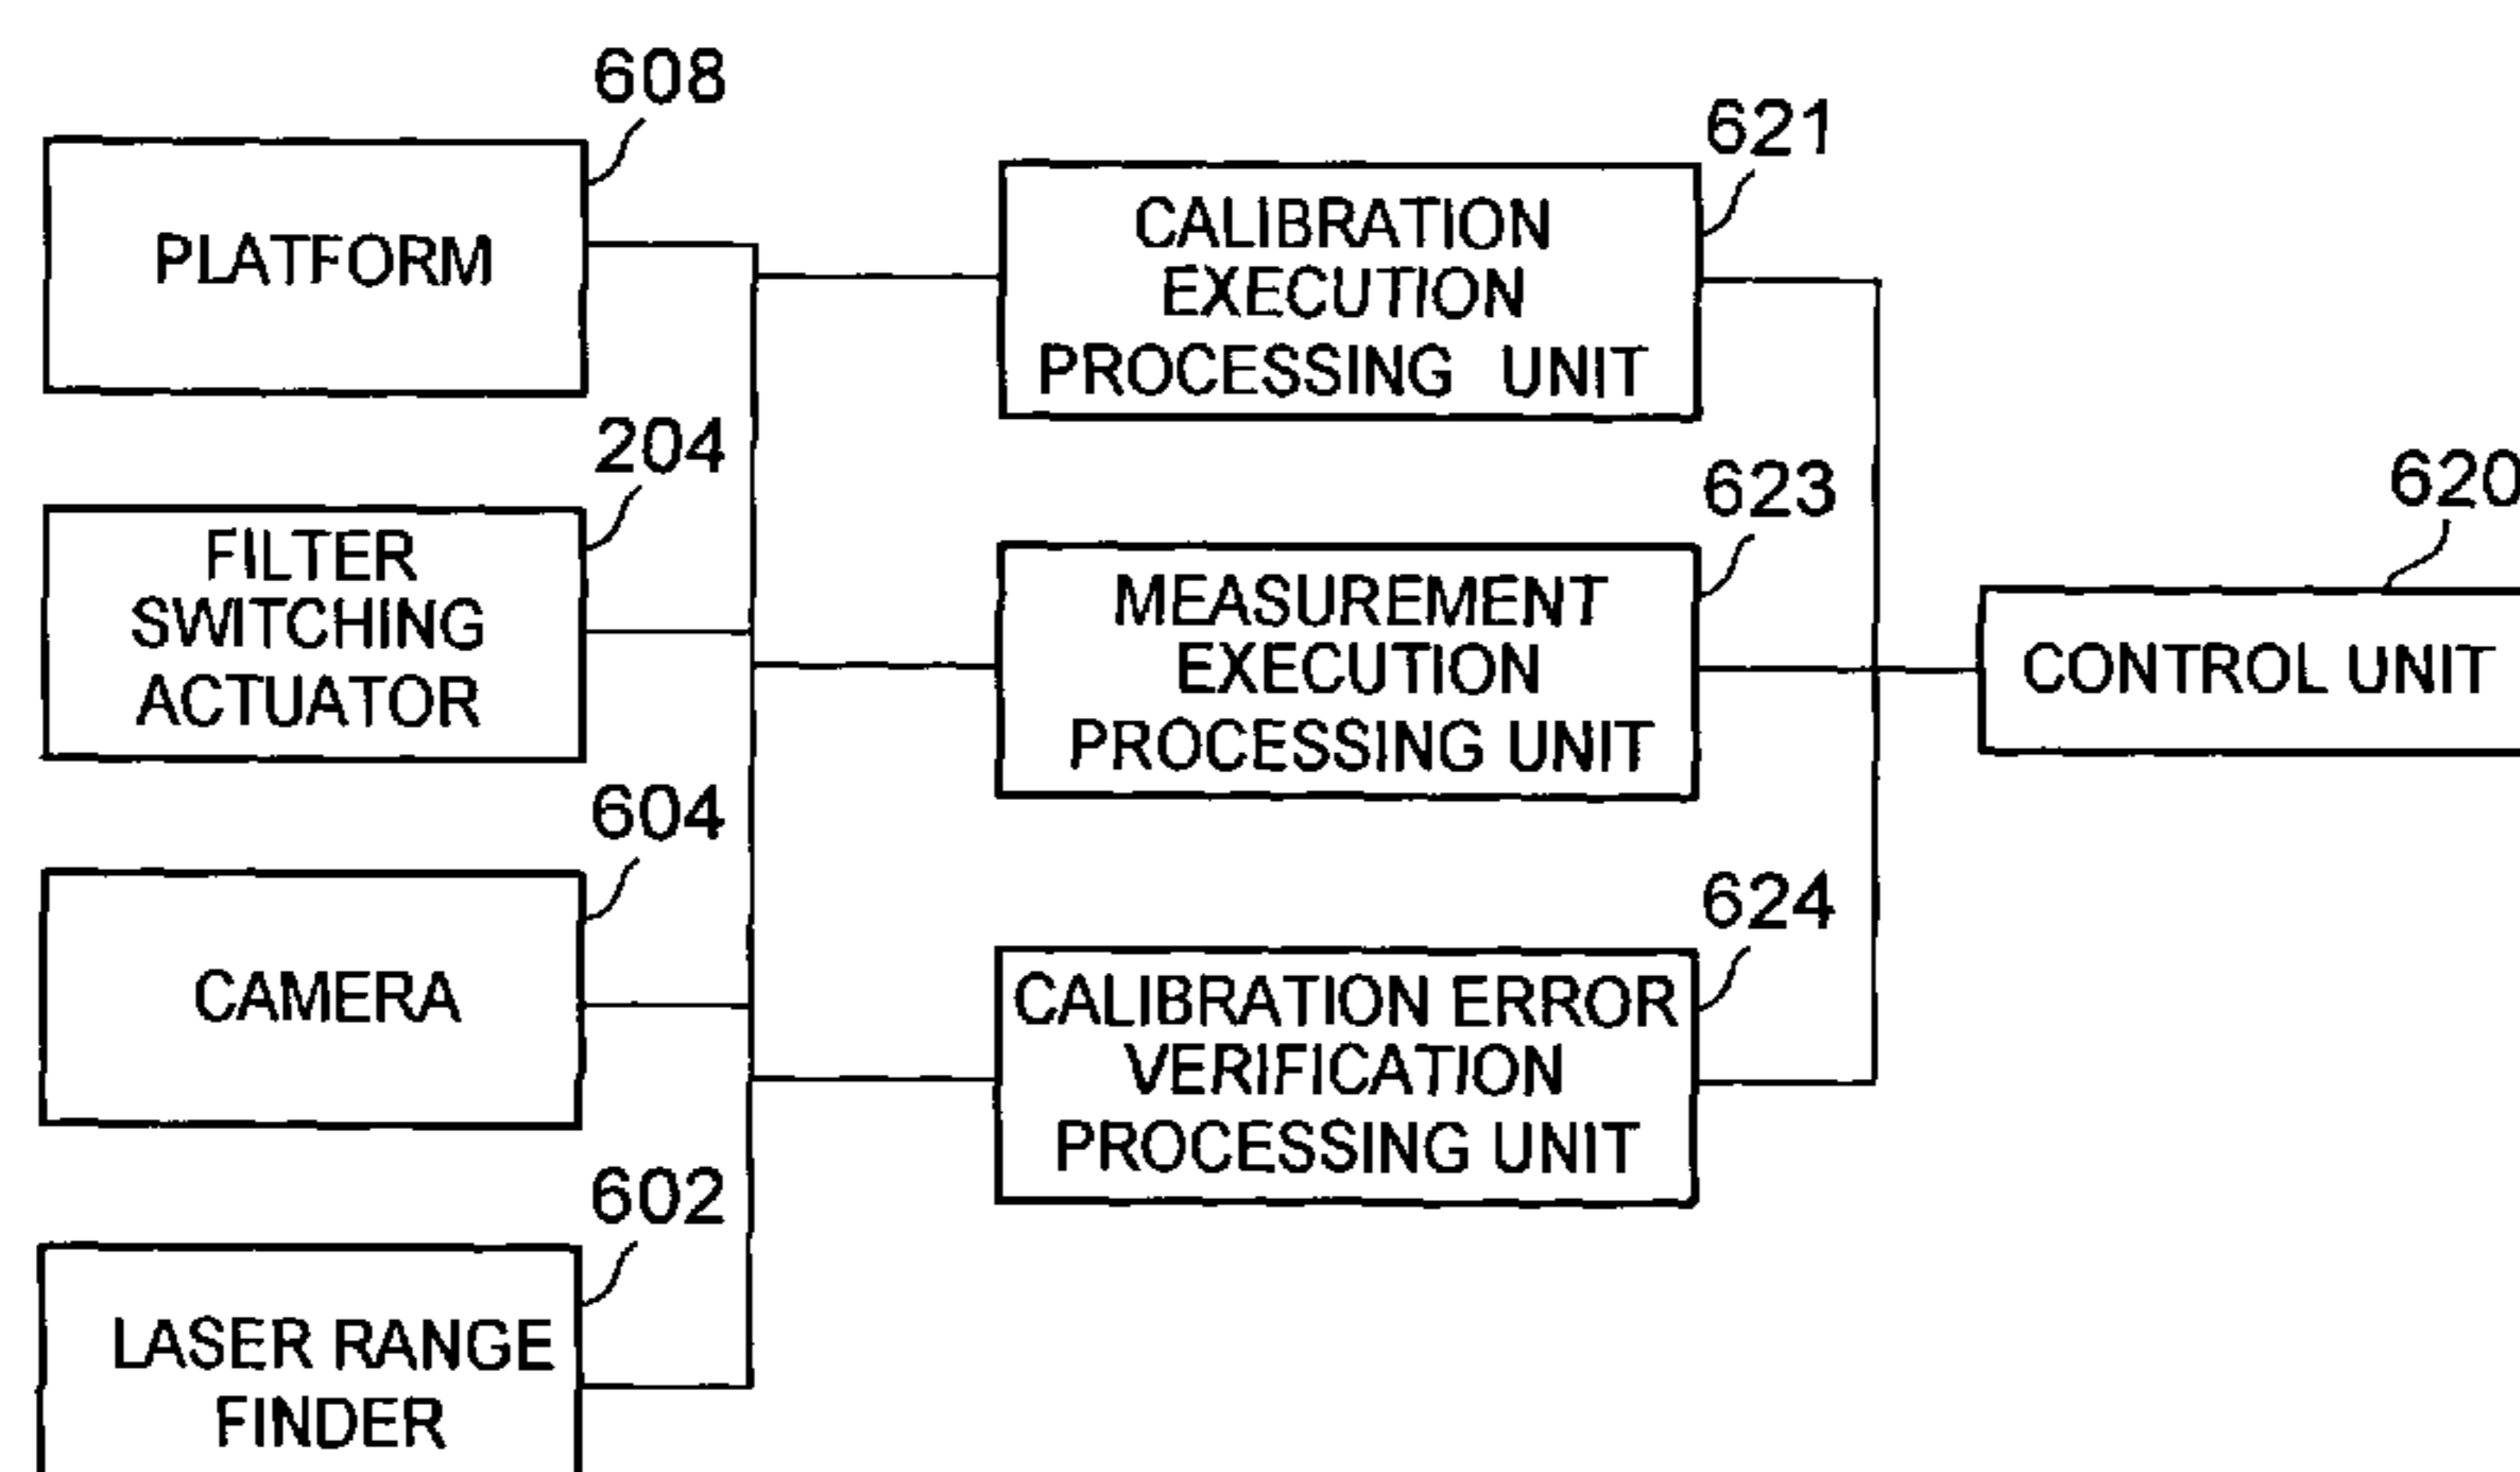 608
PLATFORM
204
FILTER
SWITCHING
ACTUATOR
604
CAMERA
602
LASER RANGE
FINDER
621
CALIBRATION
EXECUTION
PROCESSING UNIT
623
MEASUREMENT
EXECUTION
PROCESSING UNIT
624
CALIBRATION ERROR
VERIFICATION
PROCESSING UNIT
620
CONTROL UNIT